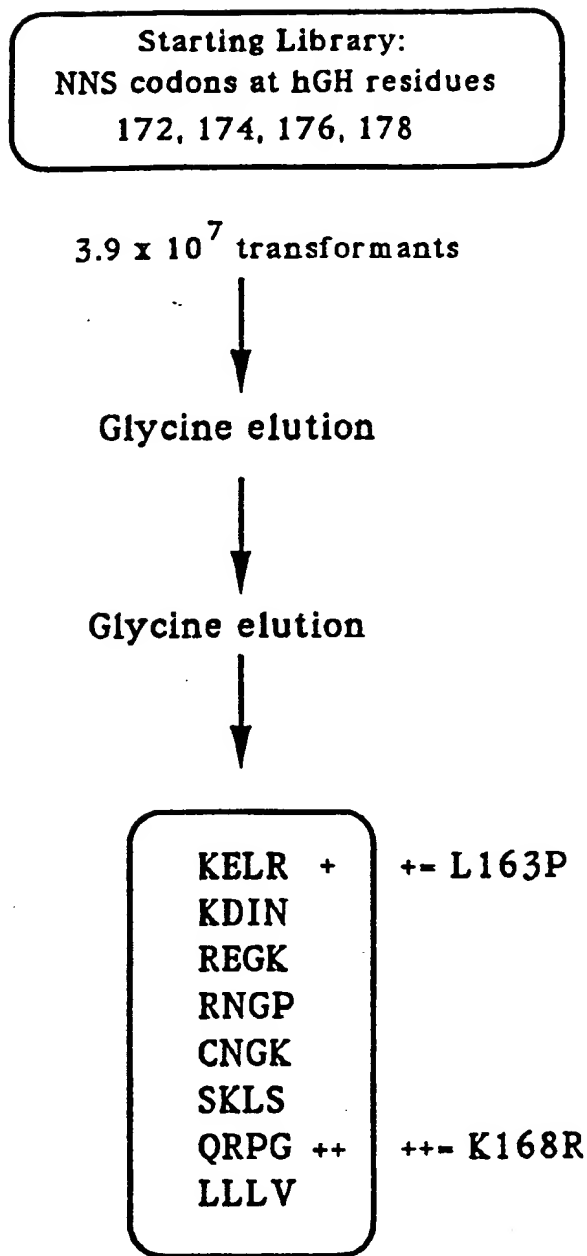 Starting Library:
NNS codons at hGH residues
172, 174, 176, 178
3.9 x 10^7 transformants
Glycine elution
Glycine elution
KELR + += L163P
KDIN
REGK
RNGP
CNGK
SKLS
QRPG ++ ++= K168R
LLLV